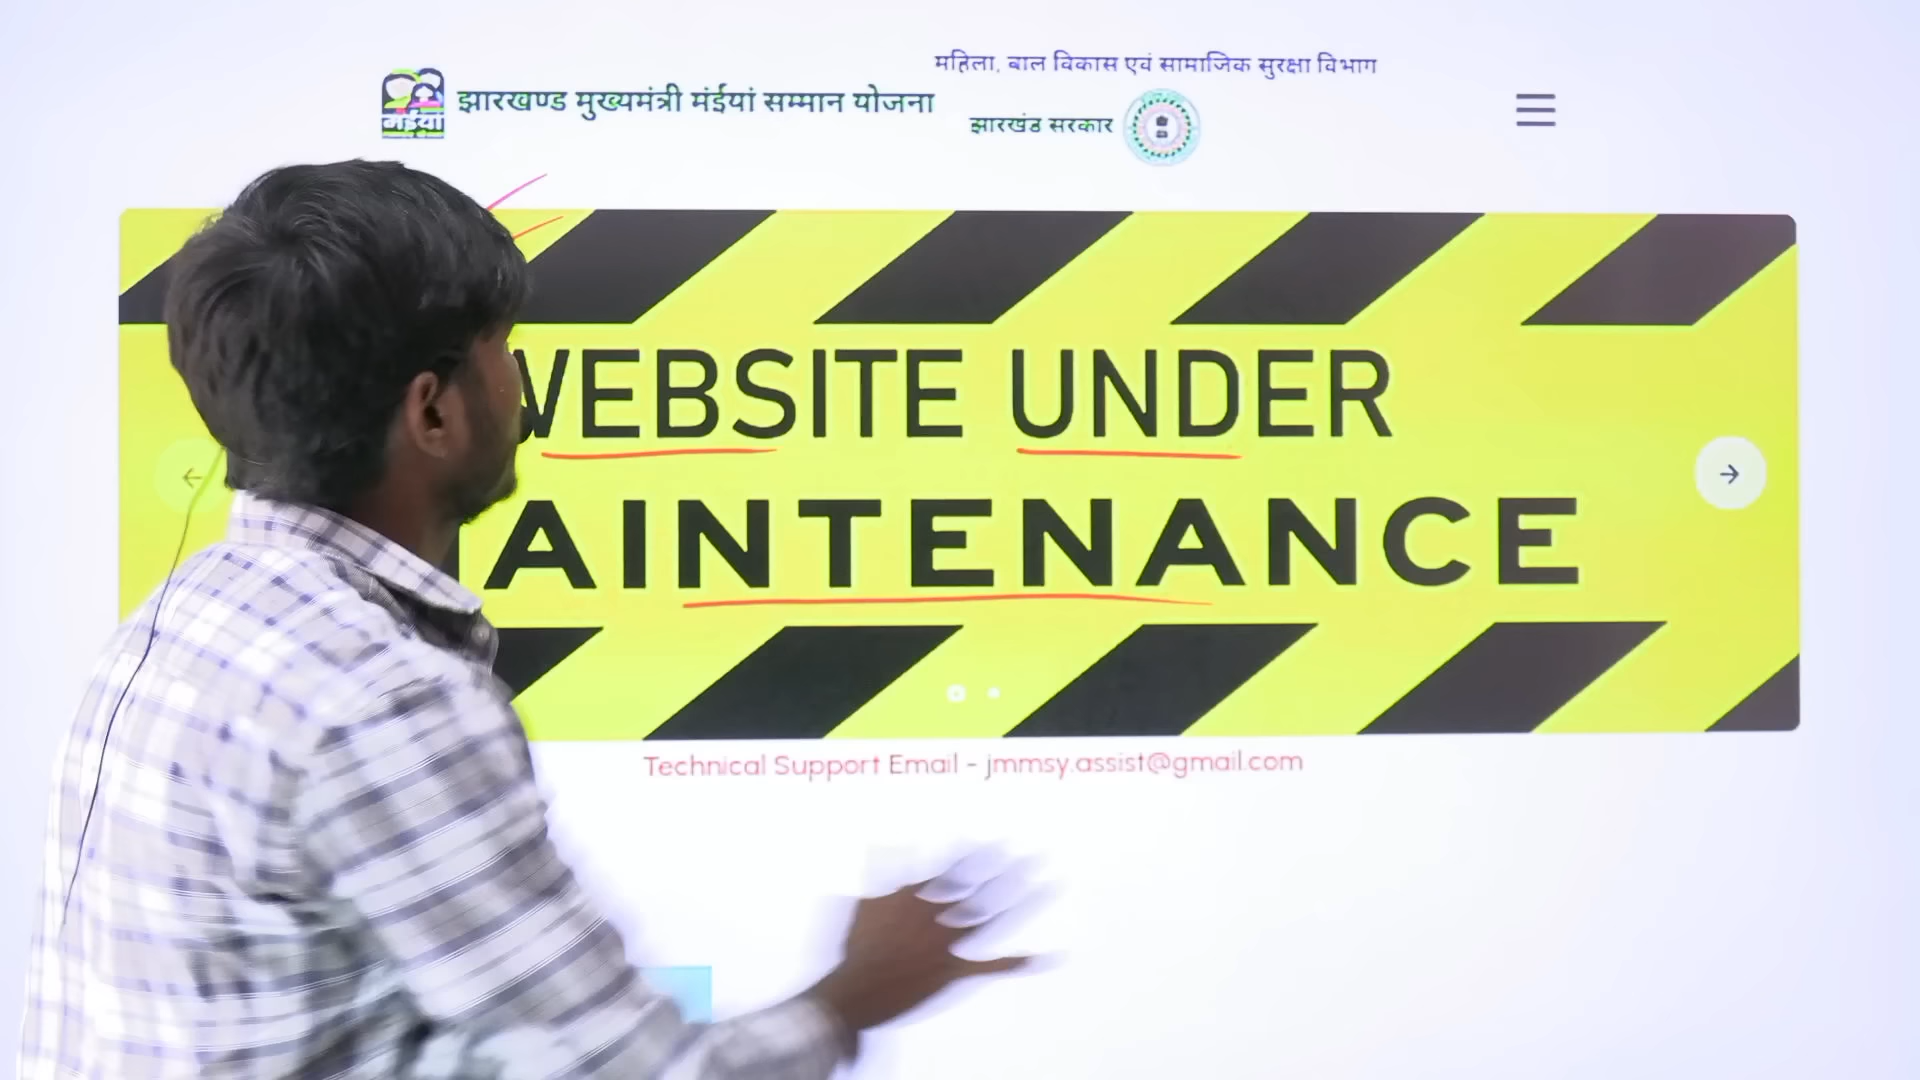 महिला, बाल विकास एवं सामाजिक सुरक्षा विभाग
मंईयां
झारखण्ड मुख्यमंत्री मंईयां सम्मान योजना
झारखंड सरकार
WEBSITE UNDER
AINTENANCE
Technical Support Email - jmmsy.assist@gmail.com